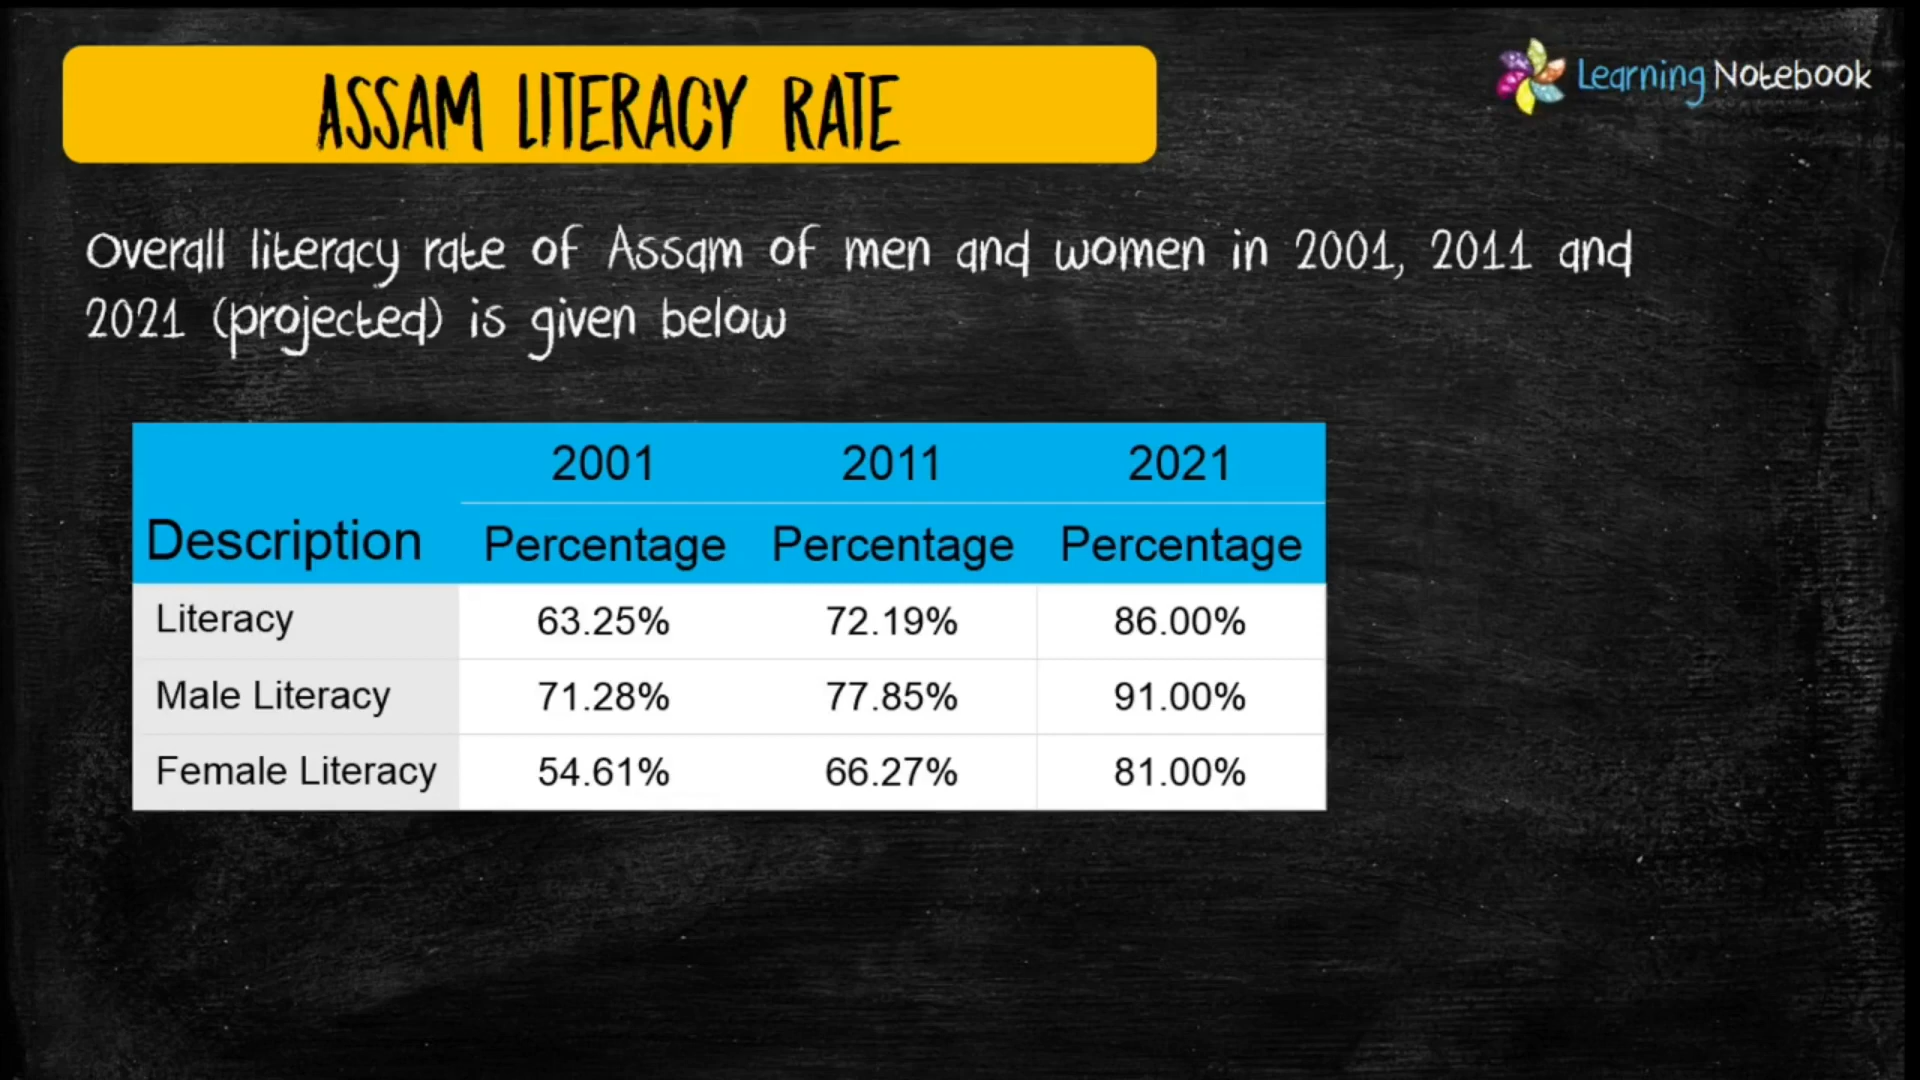 ASSAM LITERACY RATE
Learning Notebook
Overall literacy rate of Assam of men and women in 2001, 2011 and
2021 (projected) is given below
2001 2011 2021
Description Percentage Percentage Percentage
Literacy 63.25% 72.19% 86.00%
Male Literacy 71.28% 77.85% 91.00%
Female Literacy 54.61% 66.27% 81.00%